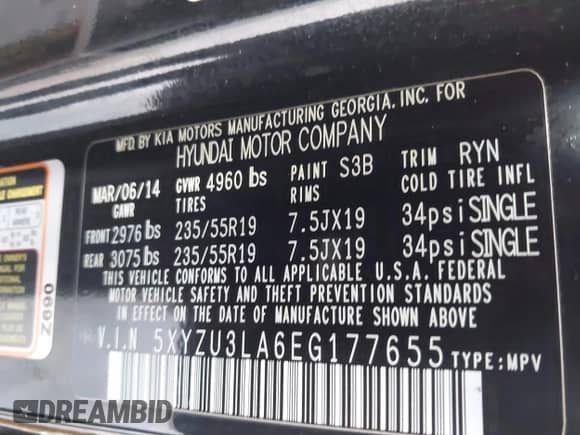 MFD. BY KIA MOTORS MANUFACTURING GEORGIA, INC. FOR
HYUNDAI MOTOR COMPANY
MAR/06/14 GVWR 4960 lbs PAINT S3B TRIM RYN
GAWR TIRES RIMS COLD TIRE INFL
FRONT 2976 lbs 235/55R19 7.5JX19 34psi SINGLE
REAR 3075 lbs 235/55R19 7.5JX19 34psi SINGLE
THIS VEHICLE CONFORMS TO ALL APPLICABLE U.S.A. FEDERAL
MOTOR VEHICLE SAFETY AND THEFT PREVENTION STANDARDS
IN EFFECT ON THE DATE OF MANUFACTURE SHOWN ABOVE.
V.I.N 5XYZU3LA6EG177655 TYPE:MPV
Z690
DREAMBID